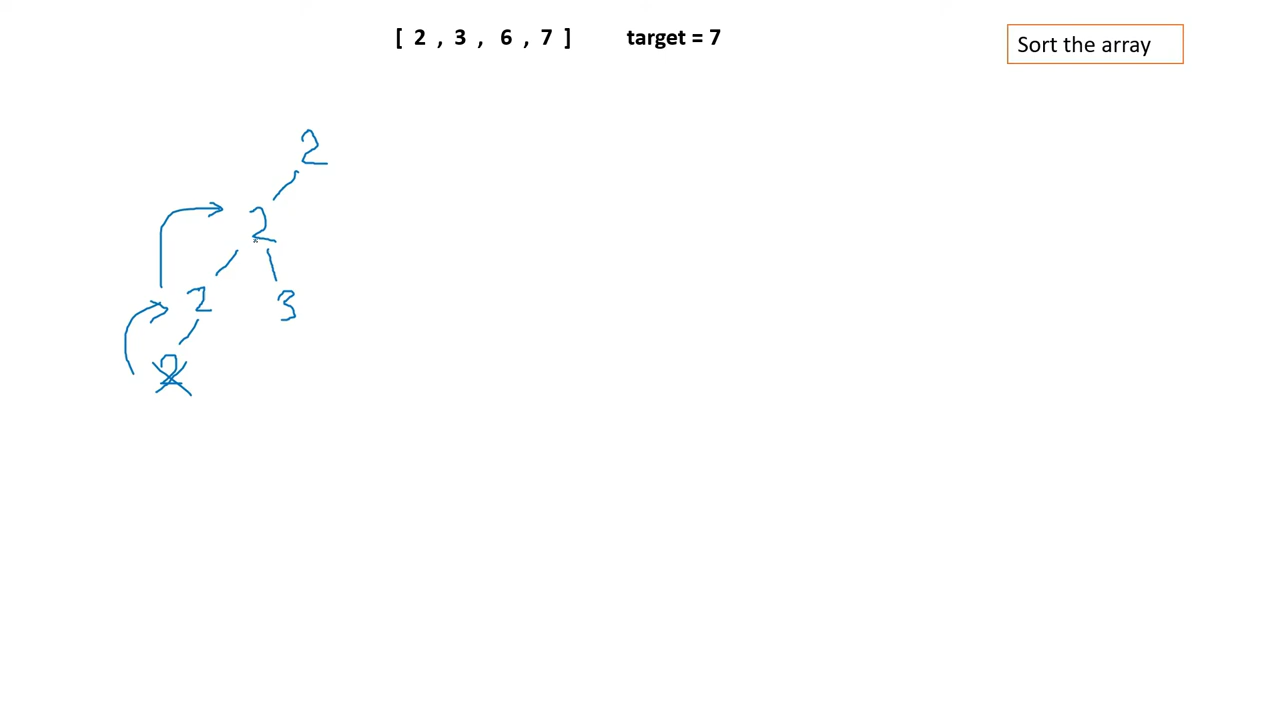 [ 2 , 3 , 6 , 7 ] target = 7
Sort the array
2
2
2 3
2